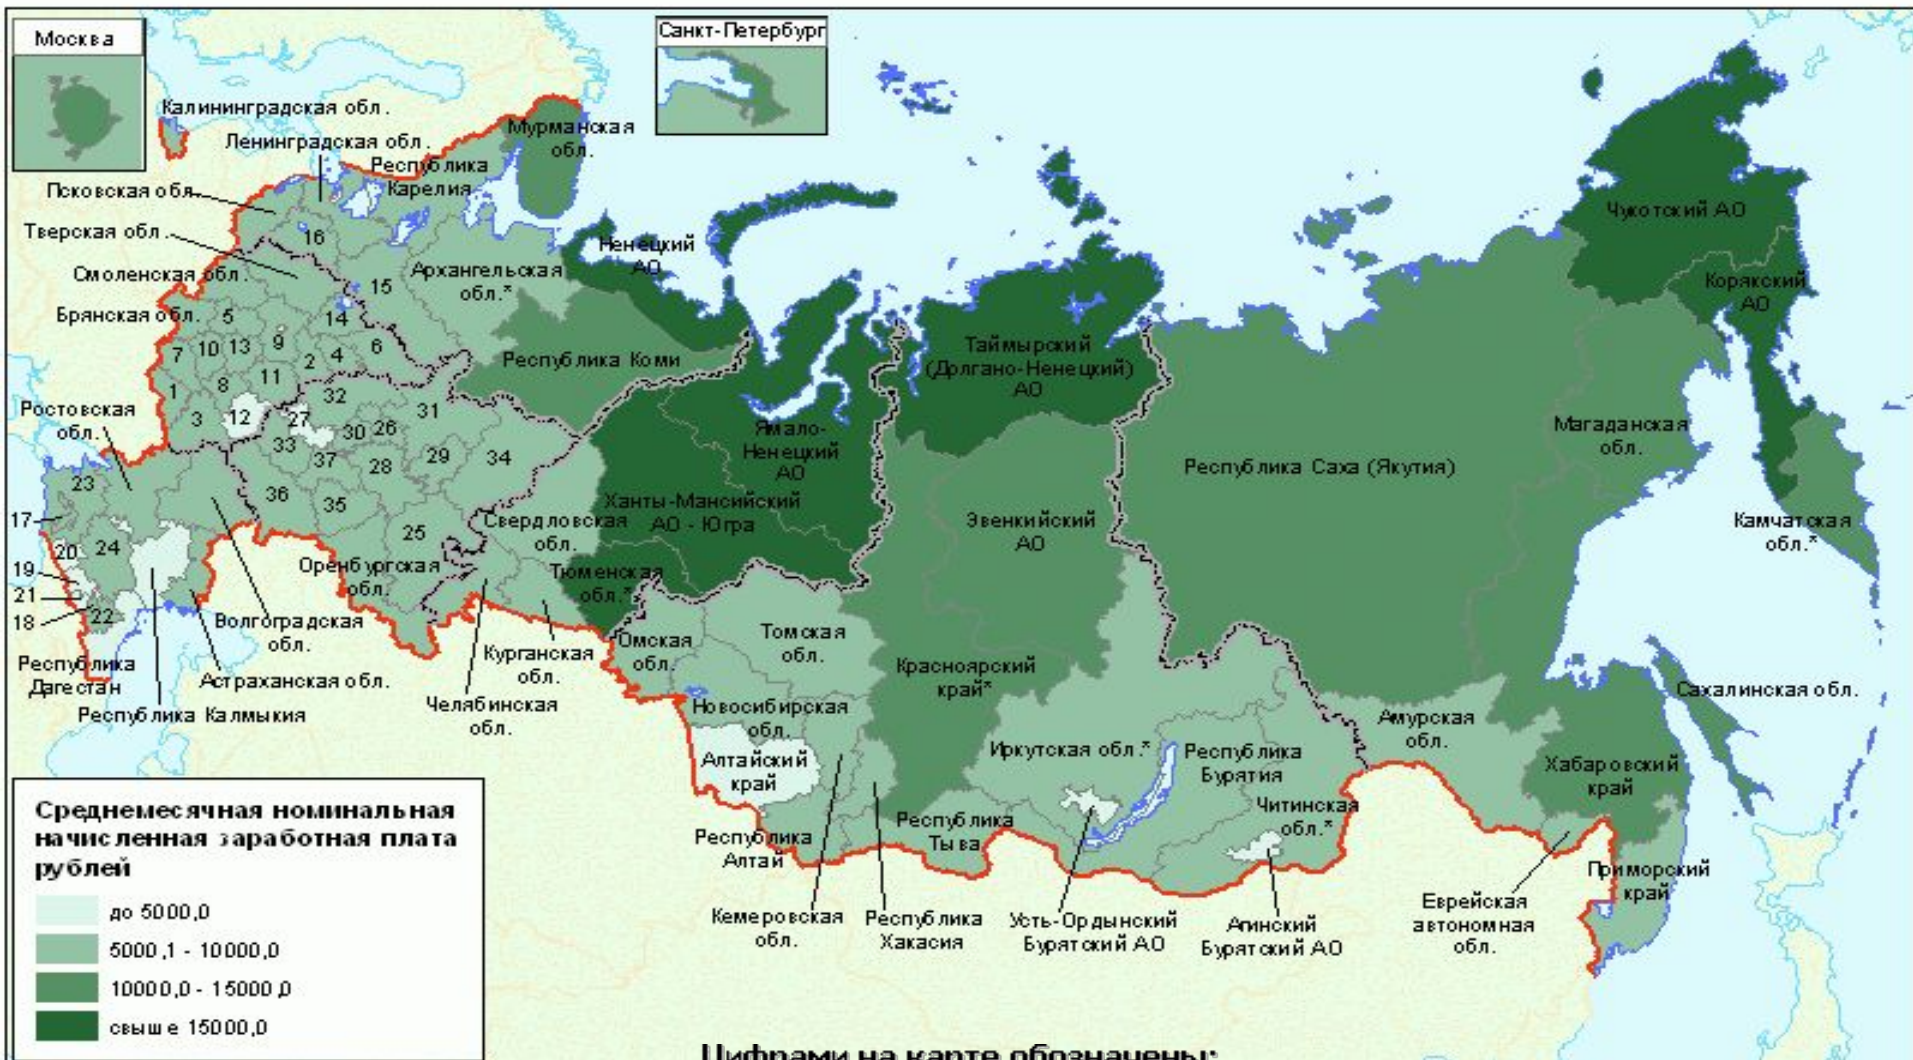 Москва
Санкт-Петербург
Калининградская обл.
Ленинградская обл.
Мурманская
обл.
Республика
Карелия
Псковская обл.
Тверская обл.
16
Смоленская обл.
15
Архангельская
обл.*
Ненецкий
АО
Чукотский АО
Корякский
АО
Брянская обл.
5
14
7
10
13
9
2
4
6
Республика Коми
Таймырский
(Долгано-Ненецкий)
АО
1
8
11
32
Ростовская
обл.
3
12
27
31
30
26
33
37
28
29
34
Ямало-
Ненецкий
АО
Магаданская
обл.
Республика Саха (Якутия)
23
36
35
Ханты-Мансийский
АО - Югра
Эвенкийский
АО
17
25
Свердловская
обл.
Камчатская
обл.*
20
24
19
21
18
22
Оренбургская
обл.
Тюменская
обл.*
Волгоградская
обл.
Омская
обл.
Томская
обл.
Курганская
обл.
Красноярский
край*
Республика
Дагестан
Астраханская обл.
Республика Калмыкия
Челябинская
обл.
Новосибирская
обл.
Сахалинская обл.
Амурская
обл.
Алтайский
край
Иркутская обл.*
Республика
Бурятия
Хабаровский
край
Читинская
обл.*
Республика
Алтай
Республика
Тыва
Приморский
край
Кемеровская
обл.
Республика
Хакасия
Усть-Ордынский
Бурятский АО
Агинский
Бурятский АО
Еврейская
автономная
обл.
Среднемесячная номинальная
начисленная заработная плата
рублей
до 5000,0
5000,1 - 10000,0
10000,0 - 15000,0
свыше 15000,0
Цифрами на карте обозначены: